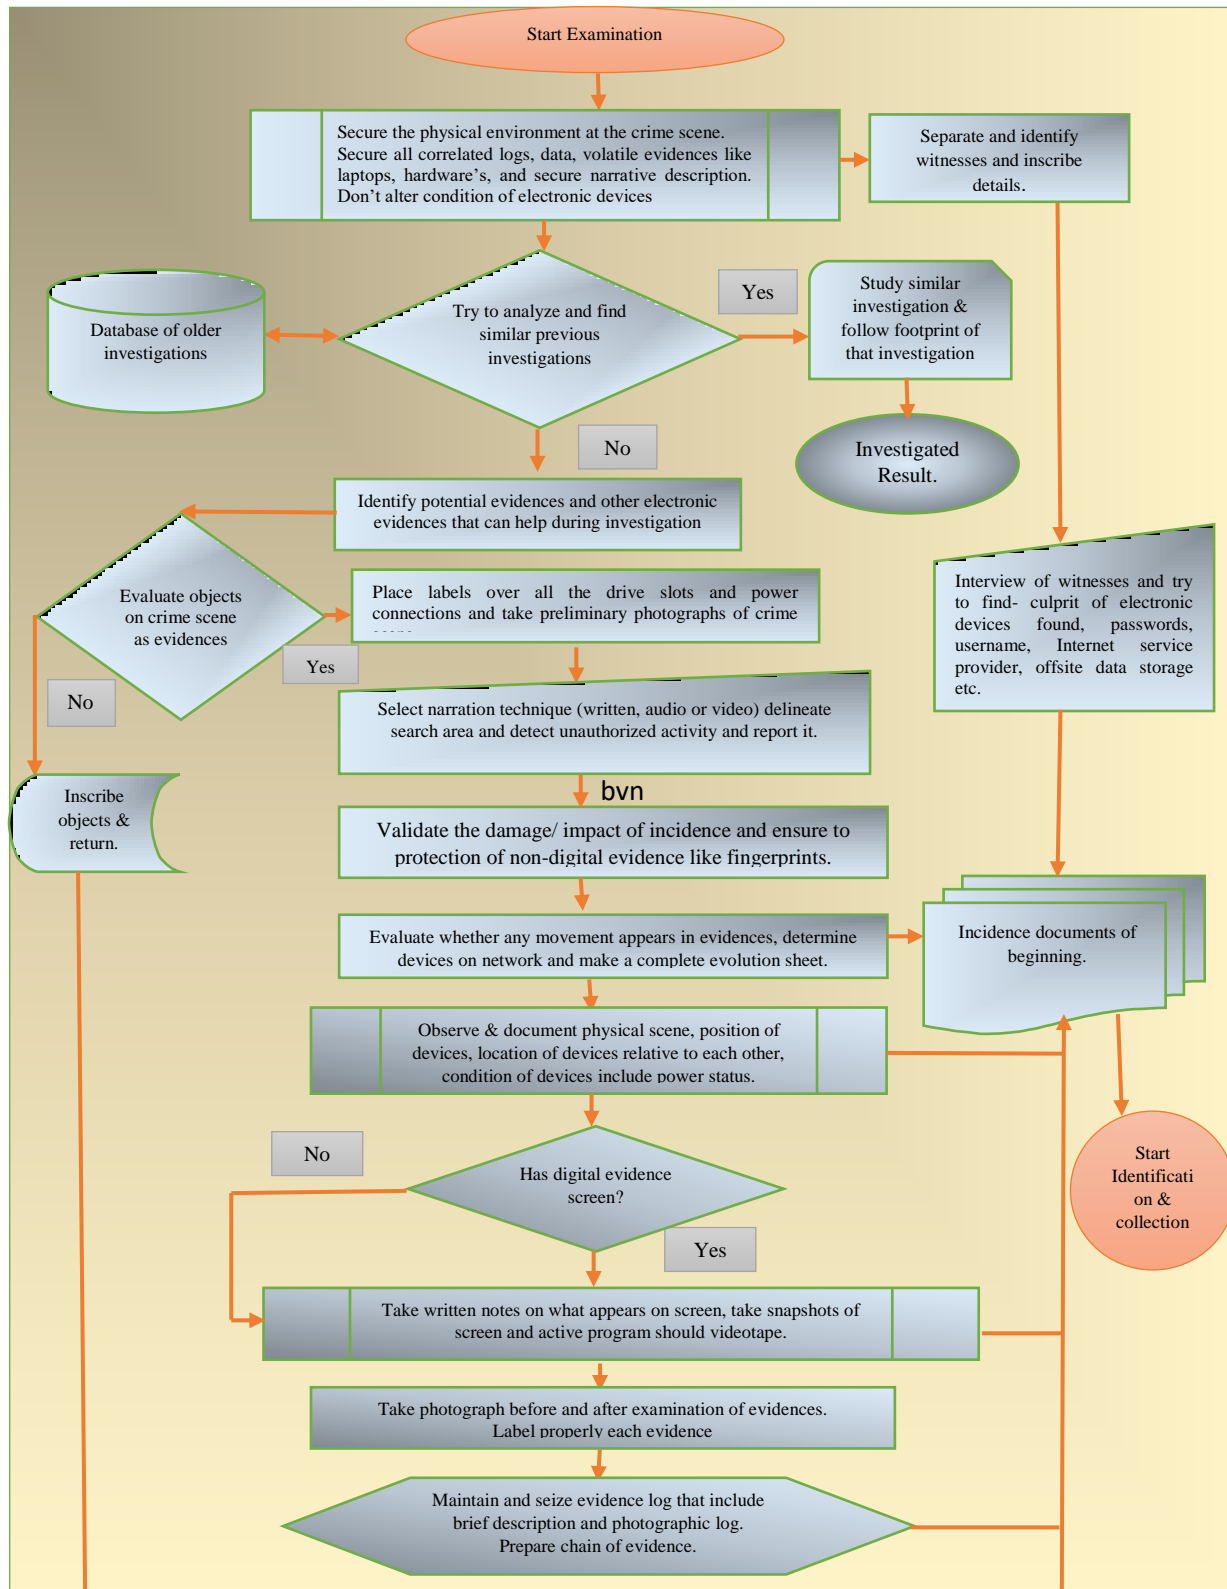 Start Examination
Secure the physical environment at the crime scene.
Secure all correlated logs, data, volatile evidences like
laptops, hardware's, and secure narrative description.
Don't alter condition of electronic devices
Separate and identify
witnesses and inscribe
details.
Database of older
investigations
Try to analyze and find
similar previous
investigations
Yes
Study similar
investigation &
follow footprint of
that investigation
No
Investigated
Result.
Identify potential evidences and other electronic
evidences that can help during investigation
Evaluate objects
on crime scene
as evidences
Place labels over all the drive slots and power
connections and take preliminary photographs of crime
Yes
No
Interview of witnesses and try
to find- culprit of electronic
devices found, passwords,
username, Internet service
provider, offsite data storage
etc.
Select narration technique (written, audio or video) delineate
search area and detect unauthorized activity and report it.
bvn
Inscribe
objects &
return.
Validate the damage/ impact of incidence and ensure to
protection of non-digital evidence like fingerprints.
Evaluate whether any movement appears in evidences, determine
devices on network and make a complete evolution sheet.
Incidence documents of
beginning.
Observe & document physical scene, position of
devices, location of devices relative to each other,
condition of devices include power status.
No
Has digital evidence
screen?
Yes
Start
Identificati
on &
collection
Take written notes on what appears on screen, take snapshots of
screen and active program should videotape.
Take photograph before and after examination of evidences.
Label properly each evidence
Maintain and seize evidence log that include
brief description and photographic log.
Prepare chain of evidence.